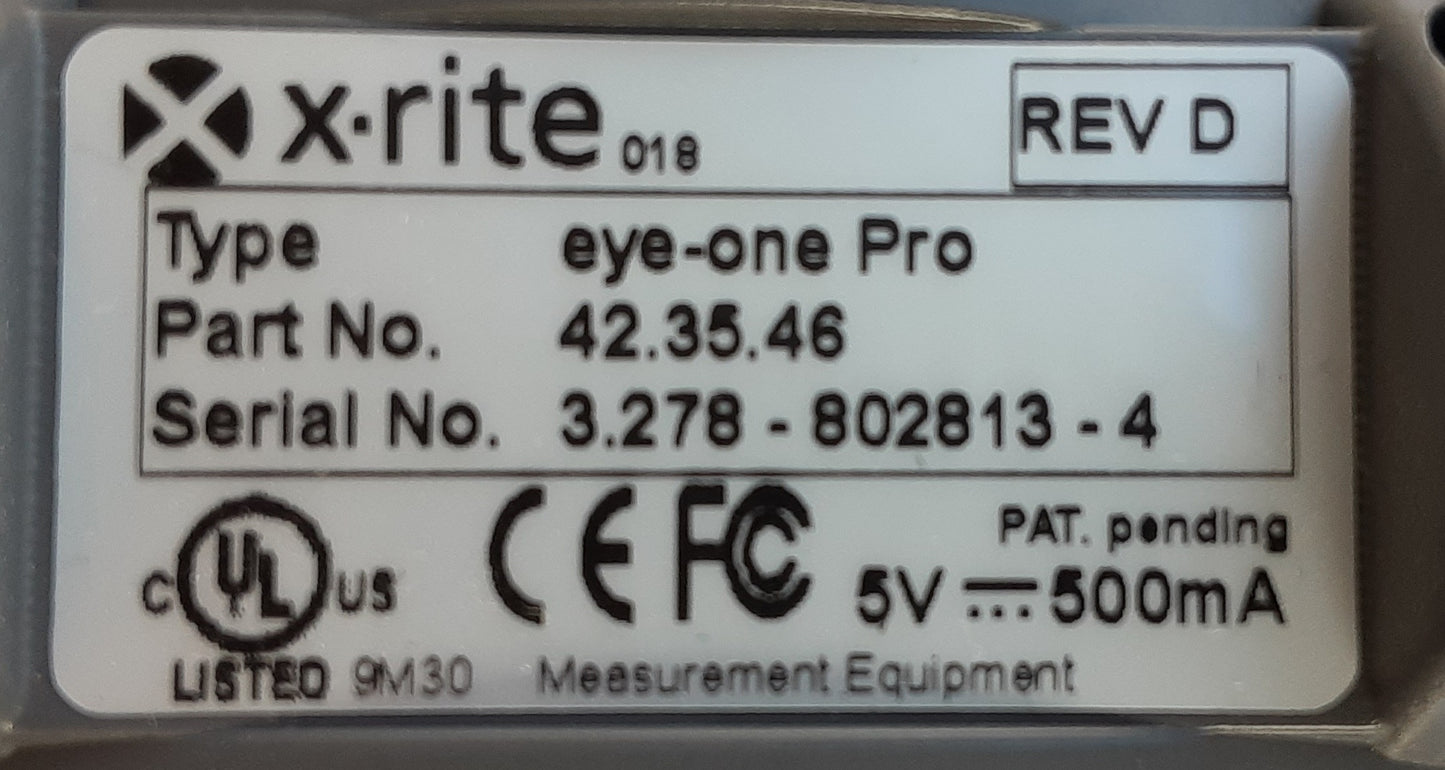 x·rite 018 REV D
Type eye-one Pro
Part No. 42.35.46
Serial No. 3.278 - 802813 - 4
C UL US CE FC PAT. pending
5V ⎓ 500mA
LISTED 9M30 Measurement Equipment